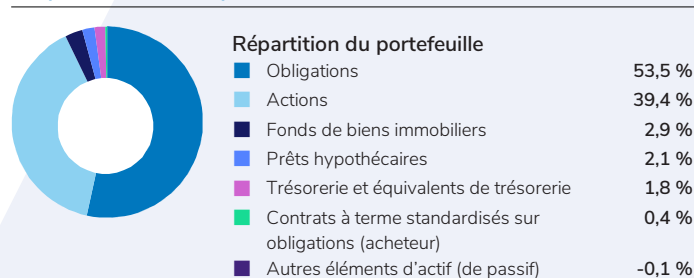 Répartition du portefeuille
Obligations 53,5 %
Actions 39,4 %
Fonds de biens immobiliers 2,9 %
Prêts hypothécaires 2,1 %
Trésorerie et équivalents de trésorerie 1,8 %
Contrats à terme standardisés sur 0,4 %
obligations (acheteur)
Autres éléments d'actif (de passif) -0,1 %